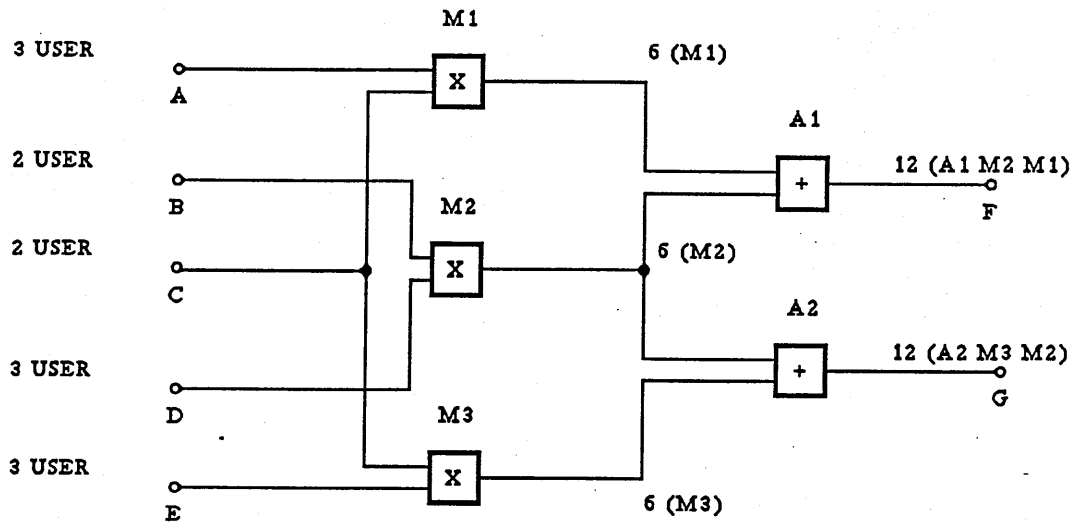 M1
3 USER
6 (M1)
X
A
A1
2 USER
12 (A1 M2 M1)
+
B
M2
F
2 USER
6 (M2)
X
C
A2
3 USER
12 (A2 M3 M2)
+
D
M3
G
3 USER
X
E
6 (M3)